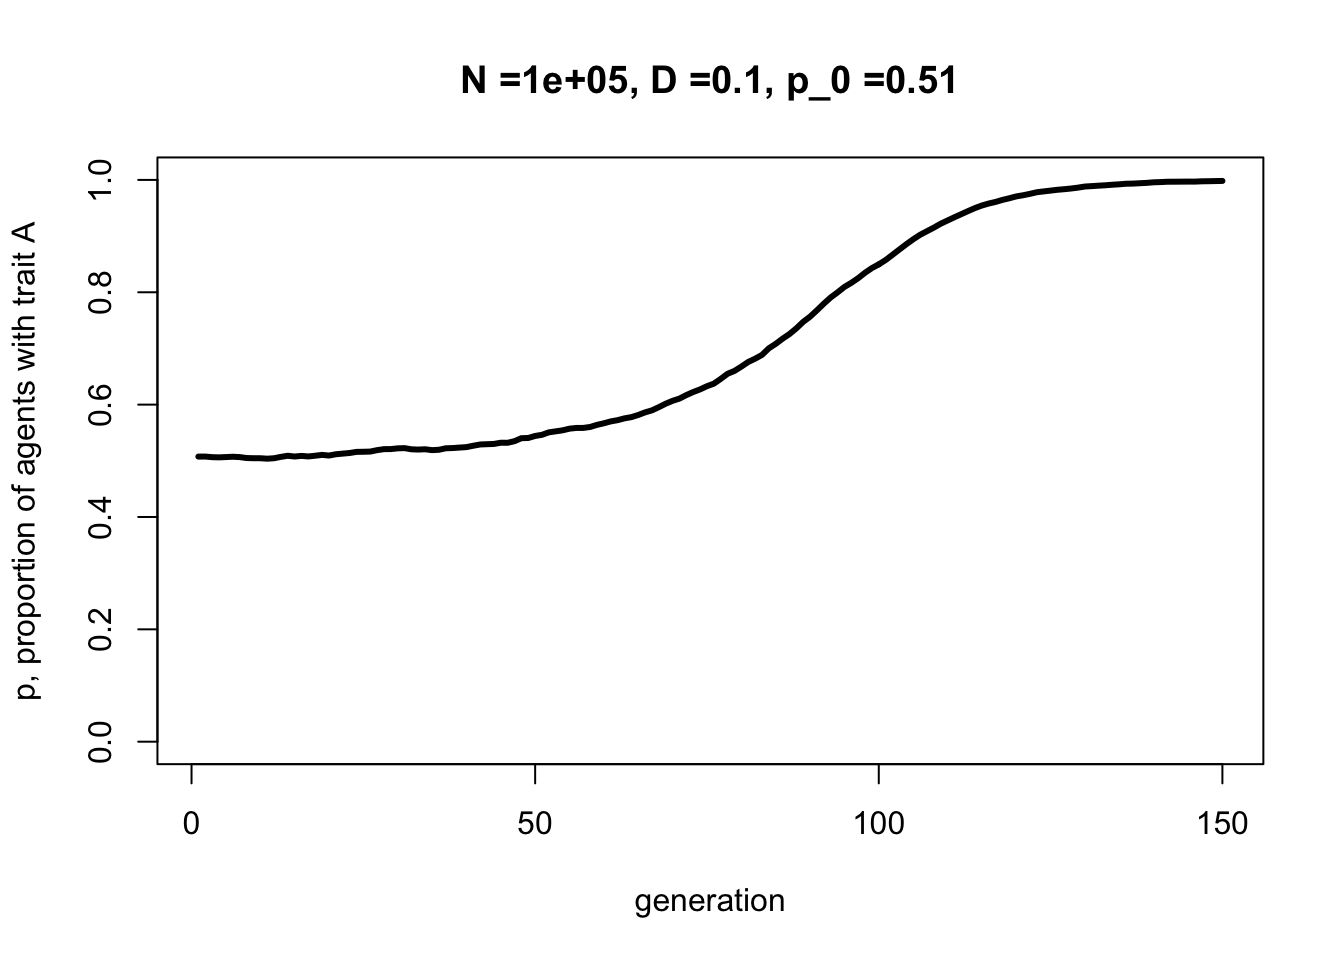 N =1e+05, D =0.1, p_0 =0.51
p, proportion of agents with trait A
1.0
0.8
0.6
0.4
0.2
0.0
0 50 100 150
generation